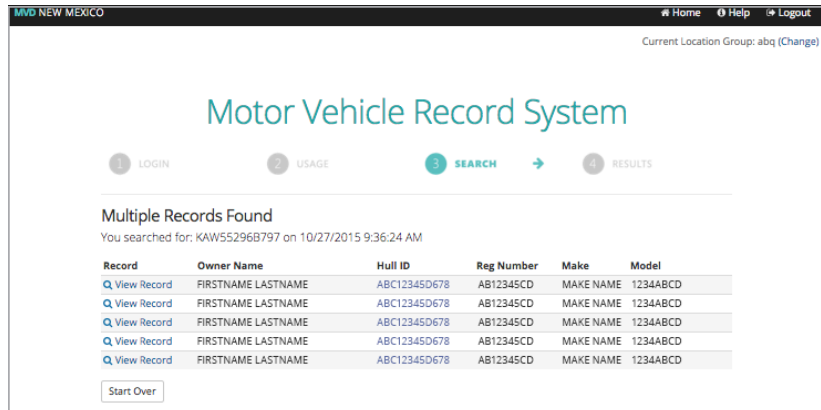 MVD NEW MEXICO Home Help Logout
Current Location Group: abq (Change)
Motor Vehicle Record System
1 LOGIN 2 USAGE 3 SEARCH 4 RESULTS
Multiple Records Found
You searched for: KAW55296B797 on 10/27/2015 9:36:24 AM
Record Owner Name Hull ID Reg Number Make Model
View Record FIRSTNAME LASTNAME ABC12345D678 AB12345CD MAKE NAME 1234ABCD
View Record FIRSTNAME LASTNAME ABC12345D678 AB12345CD MAKE NAME 1234ABCD
View Record FIRSTNAME LASTNAME ABC12345D678 AB12345CD MAKE NAME 1234ABCD
View Record FIRSTNAME LASTNAME ABC12345D678 AB12345CD MAKE NAME 1234ABCD
View Record FIRSTNAME LASTNAME ABC12345D678 AB12345CD MAKE NAME 1234ABCD
Start Over